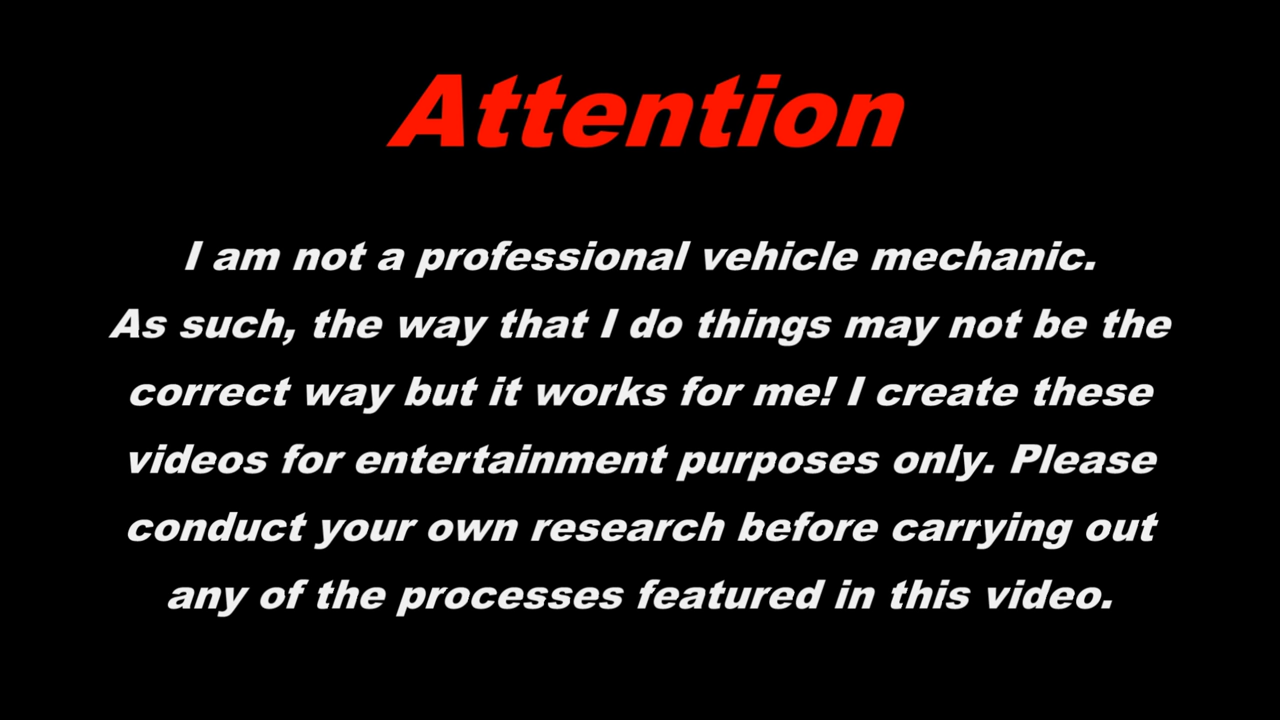 Attention
I am not a professional vehicle mechanic.
As such, the way that I do things may not be the
correct way but it works for me! I create these
videos for entertainment purposes only. Please
conduct your own research before carrying out
any of the processes featured in this video.